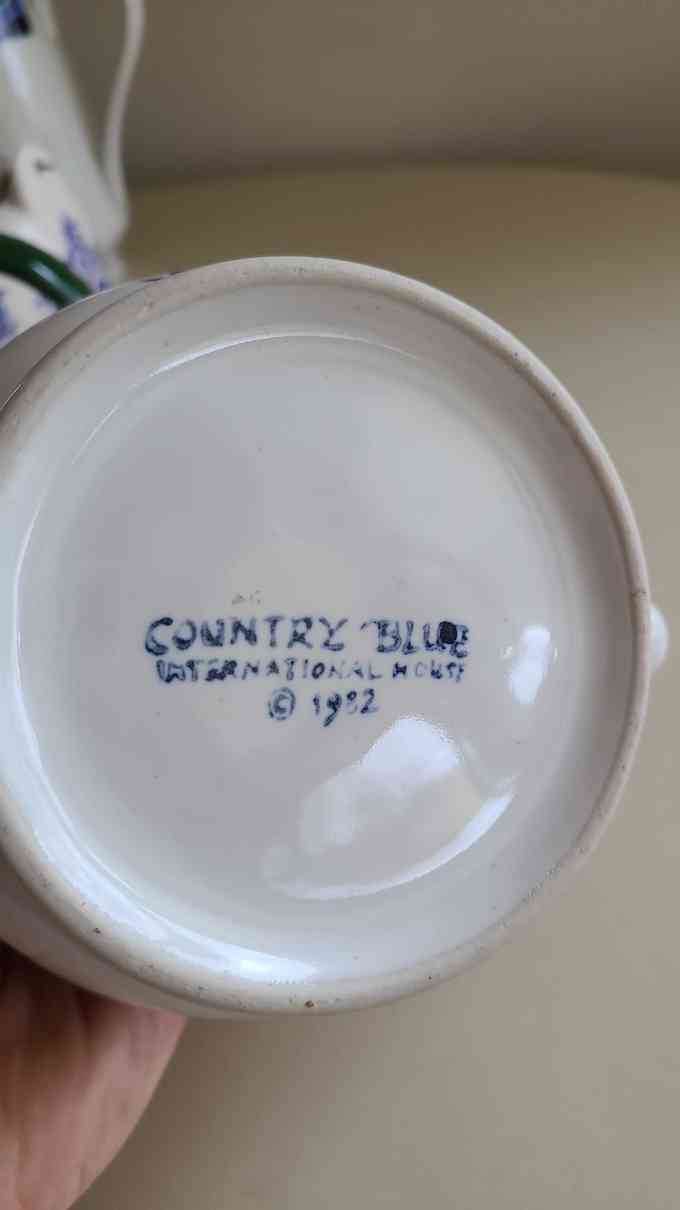 COUNTRY BLUE
INTERNATIONAL HOUSE
© 1982